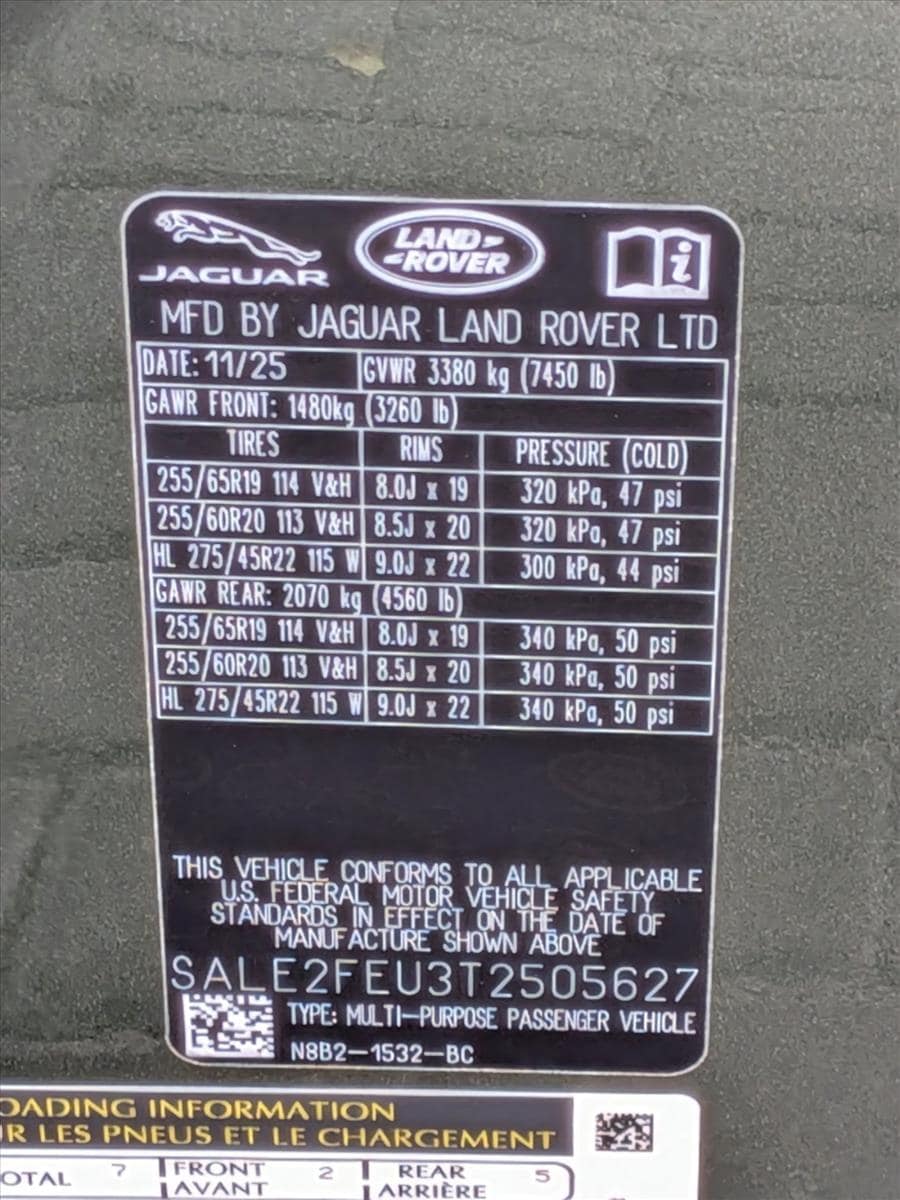 JAGUAR
LAND-
-ROVER
i
MFD BY JAGUAR LAND ROVER LTD
DATE: 11/25 GVWR 3380 kg (7450 lb)
GAWR FRONT: 1480kg (3260 lb)
TIRES RIMS PRESSURE (COLD)
255/65R19 114 V&H 8.0J x 19 320 kPa, 47 psi
255/60R20 113 V&H 8.5J x 20 320 kPa, 47 psi
HL 275/45R22 115 W 9.0J x 22 300 kPa, 44 psi
GAWR REAR: 2070 kg (4560 lb)
255/65R19 114 V&H 8.0J x 19 340 kPa, 50 psi
255/60R20 113 V&H 8.5J x 20 340 kPa, 50 psi
HL 275/45R22 115 W 9.0J x 22 340 kPa, 50 psi
THIS VEHICLE CONFORMS TO ALL APPLICABLE
U.S. FEDERAL MOTOR VEHICLE SAFETY
STANDARDS IN EFFECT ON THE DATE OF
MANUFACTURE SHOWN ABOVE
SALE2FEU3T2505627
TYPE: MULTI-PURPOSE PASSENGER VEHICLE
N8B2-1532-BC
OADING INFORMATION
R LES PNEUS ET LE CHARGEMENT
OTAL 7 FRONT 2 REAR 5
AVANT ARRIÈRE